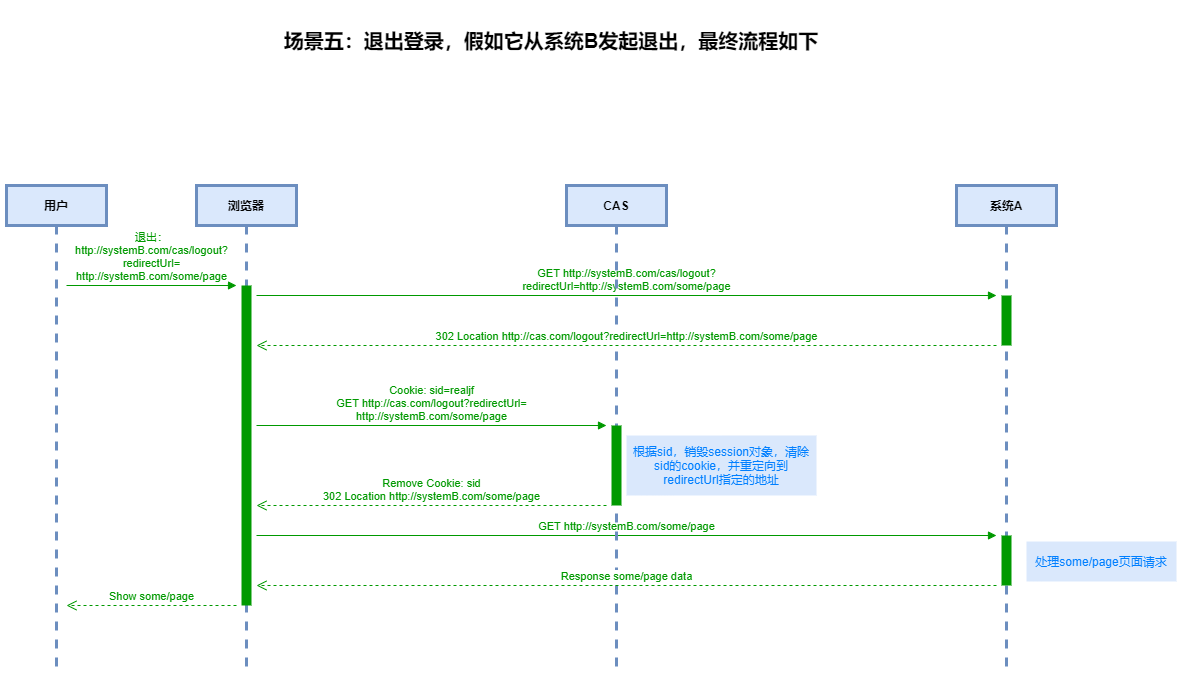 场景五：退出登录，假如它从系统B发起退出，最终流程如下
用户
浏览器
CAS
系统A
退出：
http://systemB.com/cas/logout?
redirectUrl=
http://systemB.com/some/page
GET http://systemB.com/cas/logout?
redirectUrl=http://systemB.com/some/page
302 Location http://cas.com/logout?redirectUrl=http://systemB.com/some/page
Cookie: sid=realjf
GET http://cas.com/logout?redirectUrl=
http://systemB.com/some/page
根据sid，销毁session对象，清除
sid的cookie，并重定向到
redirectUrl指定的地址
Remove Cookie: sid
302 Location http://systemB.com/some/page
GET http://systemB.com/some/page
处理some/page页面请求
Response some/page data
Show some/page